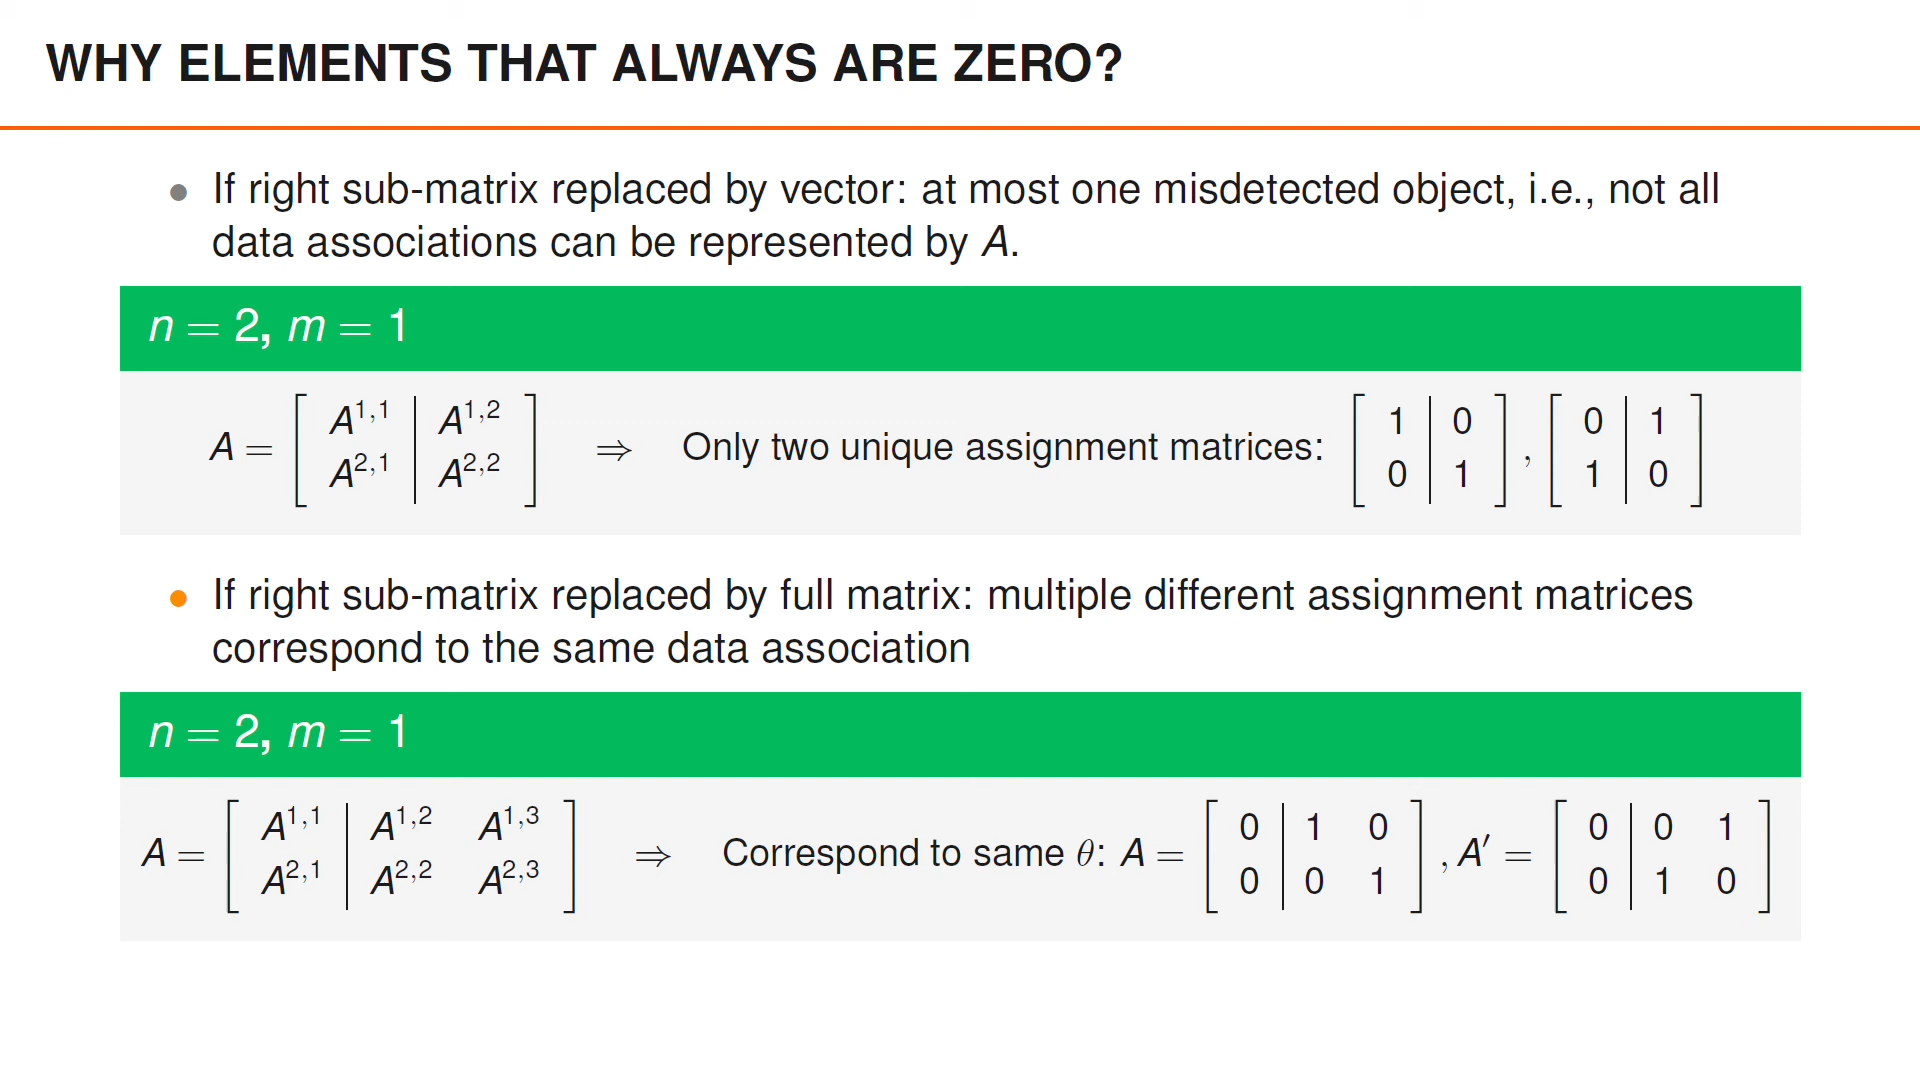 WHY ELEMENTS THAT ALWAYS ARE ZERO?
• If right sub-matrix replaced by vector: at most one misdetected object, i.e., not all
data associations can be represented by A.
n = 2, m = 1
A = [ A^{1,1} | A^{1,2} ; A^{2,1} | A^{2,2} ] ⇒ Only two unique assignment matrices: [ 1 | 0 ; 0 | 1 ], [ 0 | 1 ; 1 | 0 ]
• If right sub-matrix replaced by full matrix: multiple different assignment matrices
correspond to the same data association
n = 2, m = 1
A = [ A^{1,1} | A^{1,2} A^{1,3} ; A^{2,1} | A^{2,2} A^{2,3} ] ⇒ Correspond to same θ: A = [ 0 | 1 0 ; 0 | 0 1 ], A′ = [ 0 | 0 1 ; 0 | 1 0 ]